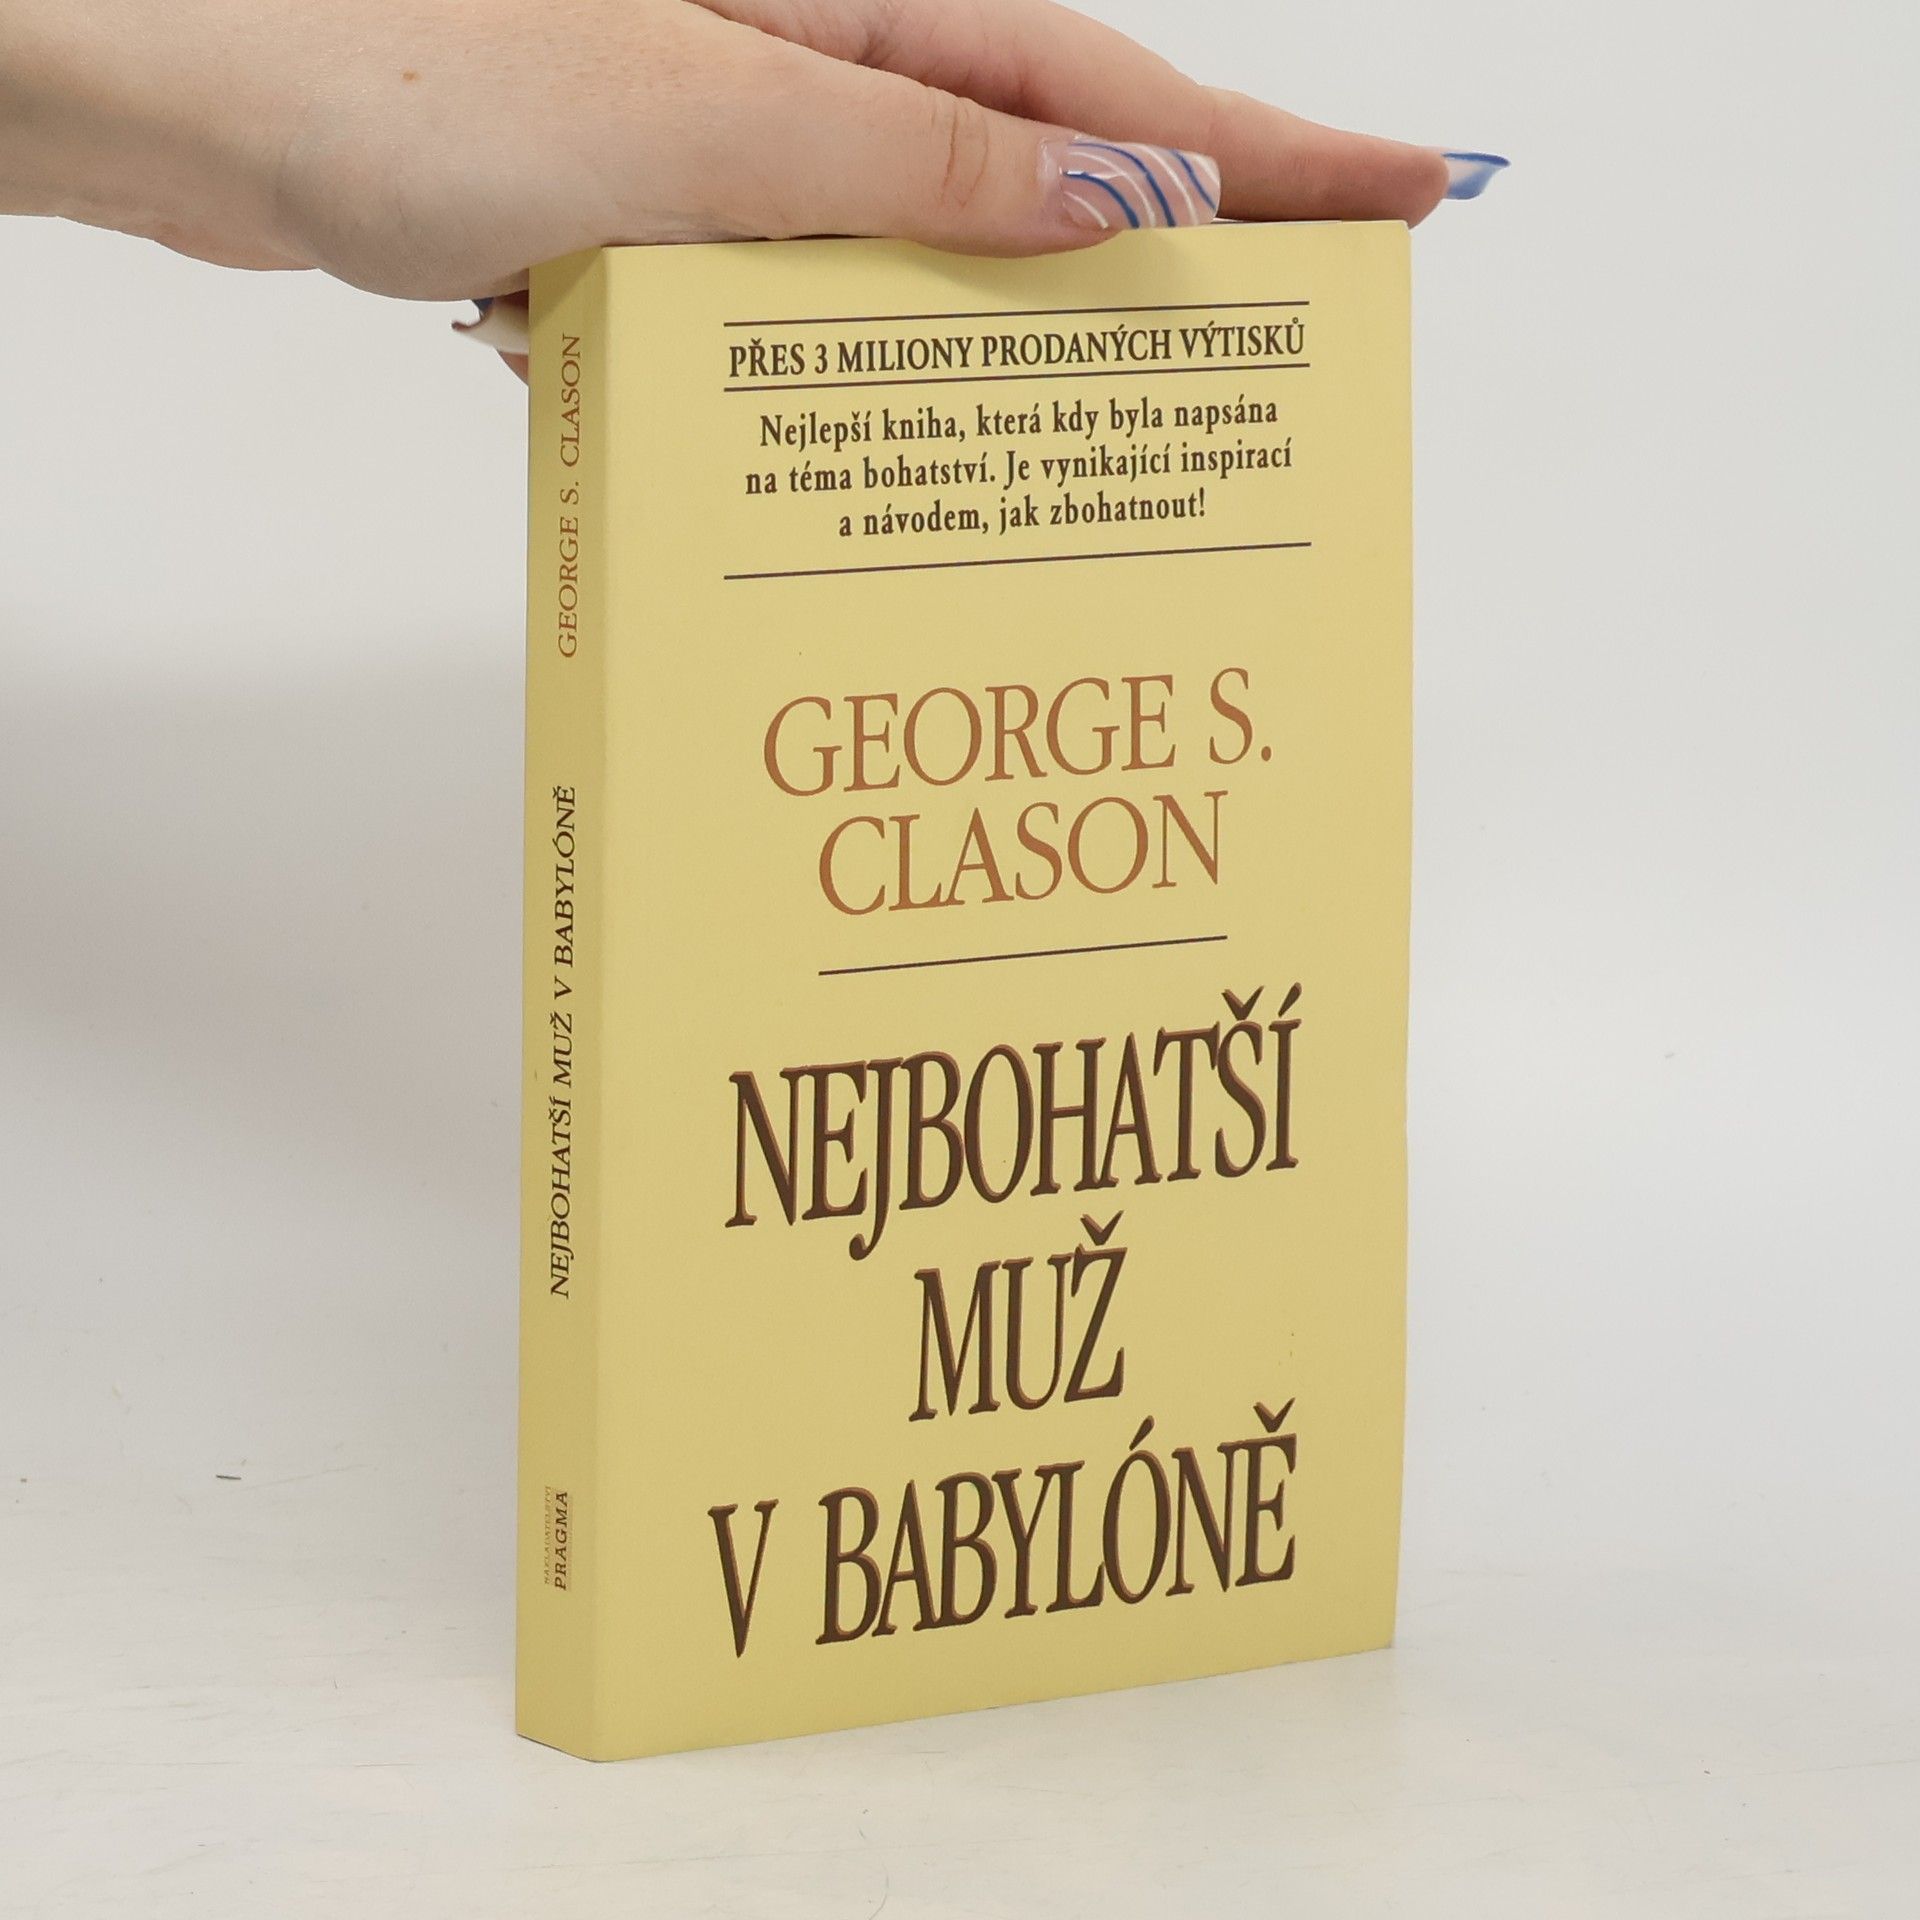 PŘES 3 MILIONY PRODANÝCH VÝTISKŮ
Nejlepší kniha, která kdy byla napsána
na téma bohatství. Je vynikající inspirací
a návodem, jak zbohatnout!
GEORGE S.
CLASON
NEJBOHATŠÍ
MUŽ
V BABYLÓNĚ
GEORGE S. CLASON
NEJBOHATŠÍ MUŽ V BABYLÓNĚ
NAKLADATELSTVÍ
PRAGMA